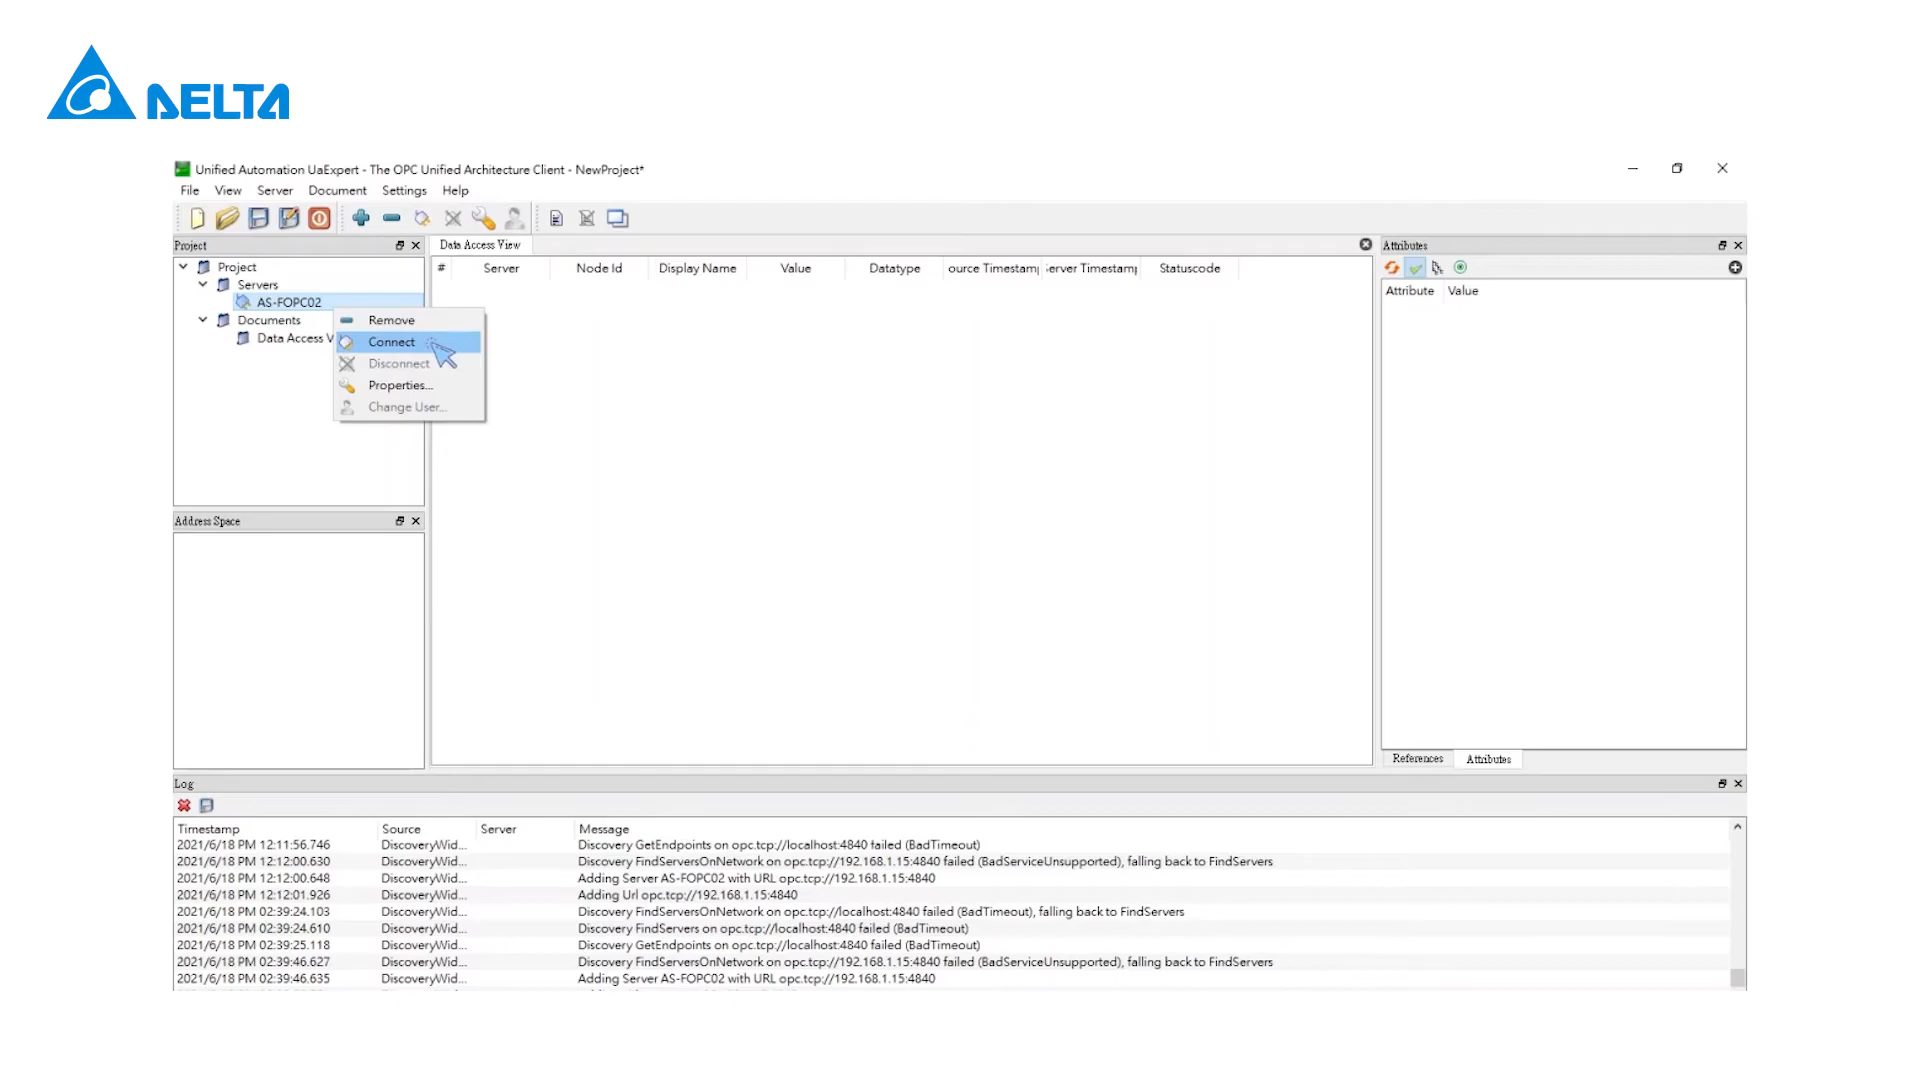 DELTA
Unified Automation UaExpert - The OPC Unified Architecture Client - NewProject*
File View Server Document Settings Help
Project
Project
Servers
AS-FOPC02
Documents
Data Access V
Remove
Connect
Disconnect
Properties...
Change User...
Address Space
Data Access View
# Server Node Id Display Name Value Datatype ource Timestam erver Timestamp Statuscode
Attributes
Attribute Value
References Attributes
Log
Timestamp Source Server Message
2021/6/18 PM 12:11:56.746 DiscoveryWid... Discovery GetEndpoints on opc.tcp://localhost:4840 failed (BadTimeout)
2021/6/18 PM 12:12:00.630 DiscoveryWid... Discovery FindServersOnNetwork on opc.tcp://192.168.1.15:4840 failed (BadServiceUnsupported), falling back to FindServers
2021/6/18 PM 12:12:00.648 DiscoveryWid... Adding Server AS-FOPC02 with URL opc.tcp://192.168.1.15:4840
2021/6/18 PM 12:12:01.926 DiscoveryWid... Adding Url opc.tcp://192.168.1.15:4840
2021/6/18 PM 02:39:24.103 DiscoveryWid... Discovery FindServersOnNetwork on opc.tcp://localhost:4840 failed (BadTimeout), falling back to FindServers
2021/6/18 PM 02:39:24.610 DiscoveryWid... Discovery FindServers on opc.tcp://localhost:4840 failed (BadTimeout)
2021/6/18 PM 02:39:25.118 DiscoveryWid... Discovery GetEndpoints on opc.tcp://localhost:4840 failed (BadTimeout)
2021/6/18 PM 02:39:46.627 DiscoveryWid... Discovery FindServersOnNetwork on opc.tcp://192.168.1.15:4840 failed (BadServiceUnsupported), falling back to FindServers
2021/6/18 PM 02:39:46.635 DiscoveryWid... Adding Server AS-FOPC02 with URL opc.tcp://192.168.1.15:4840